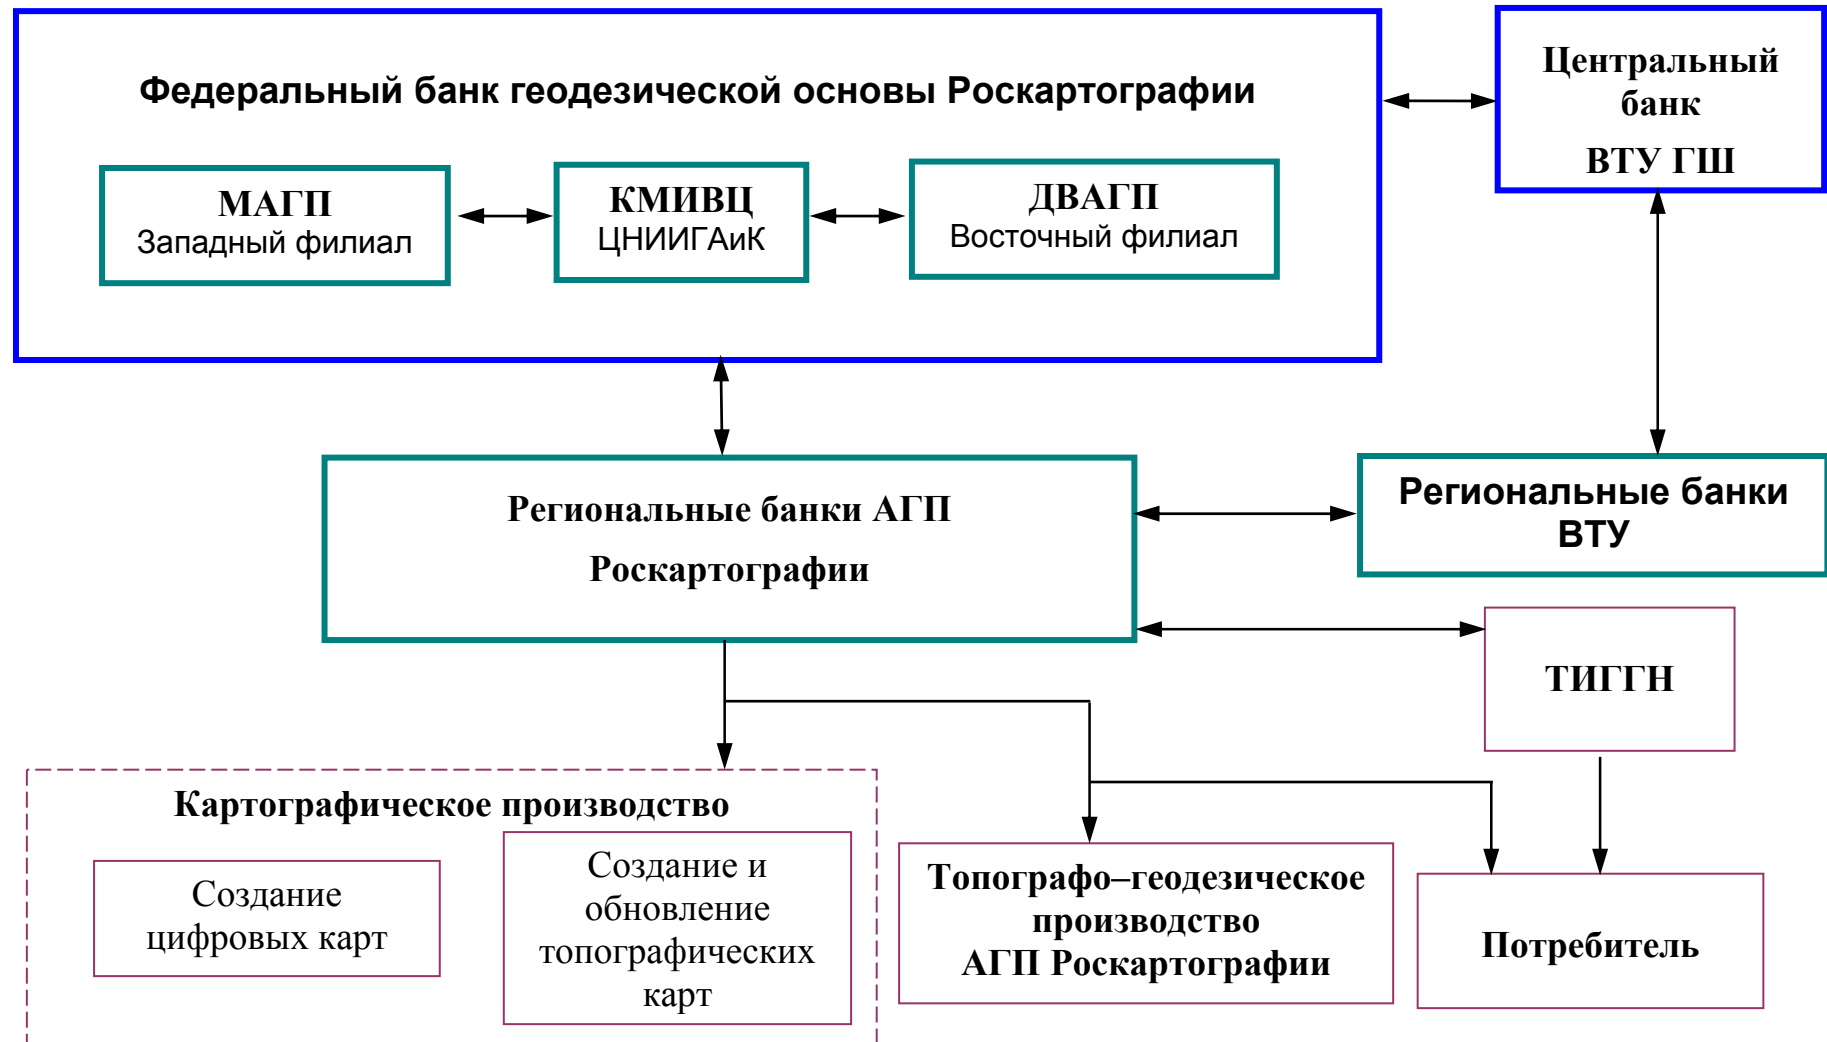 Федеральный банк геодезической основы Роскартографии
Центральный
банк
ВТУ ГШ
МАГП
Западный филиал
КМИВЦ
ЦНИИГАиК
ДВАГП
Восточный филиал
Региональные банки АГП
Роскартографии
Региональные банки
ВТУ
ТИГГН
Картографическое производство
Создание
цифровых карт
Создание и
обновление
топографических
карт
Топографо–геодезическое
производство
АГП Роскартографии
Потребитель